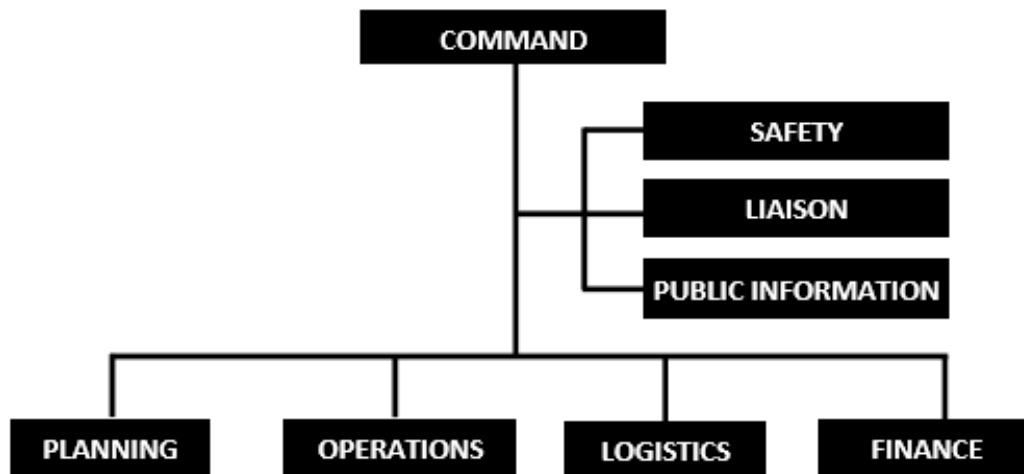 COMMAND
SAFETY
LIAISON
PUBLIC INFORMATION
PLANNING
OPERATIONS
LOGISTICS
FINANCE